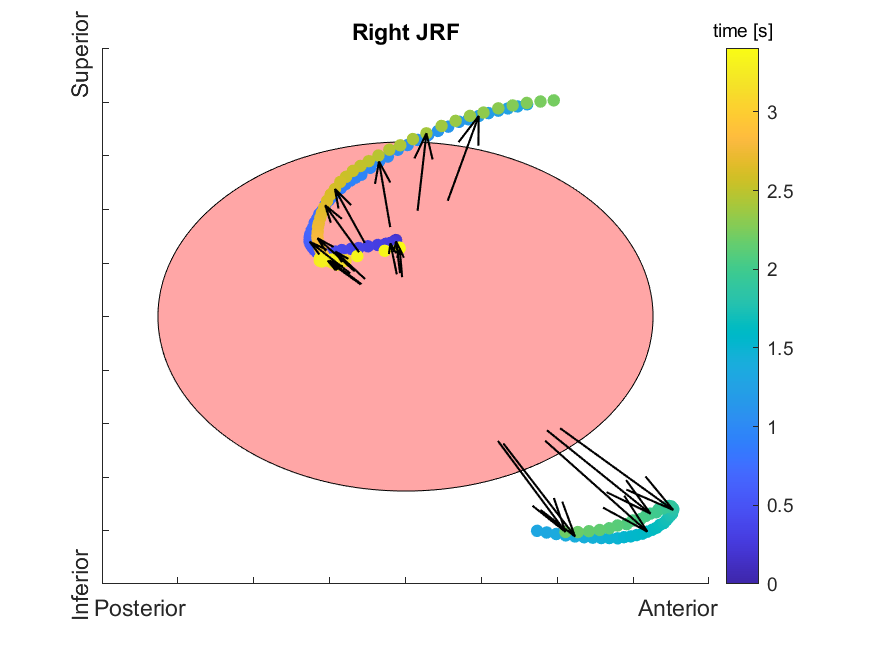 Right JRF
time [s]
Superior
Inferior
Posterior
Anterior
3
2.5
2
1.5
1
0.5
0